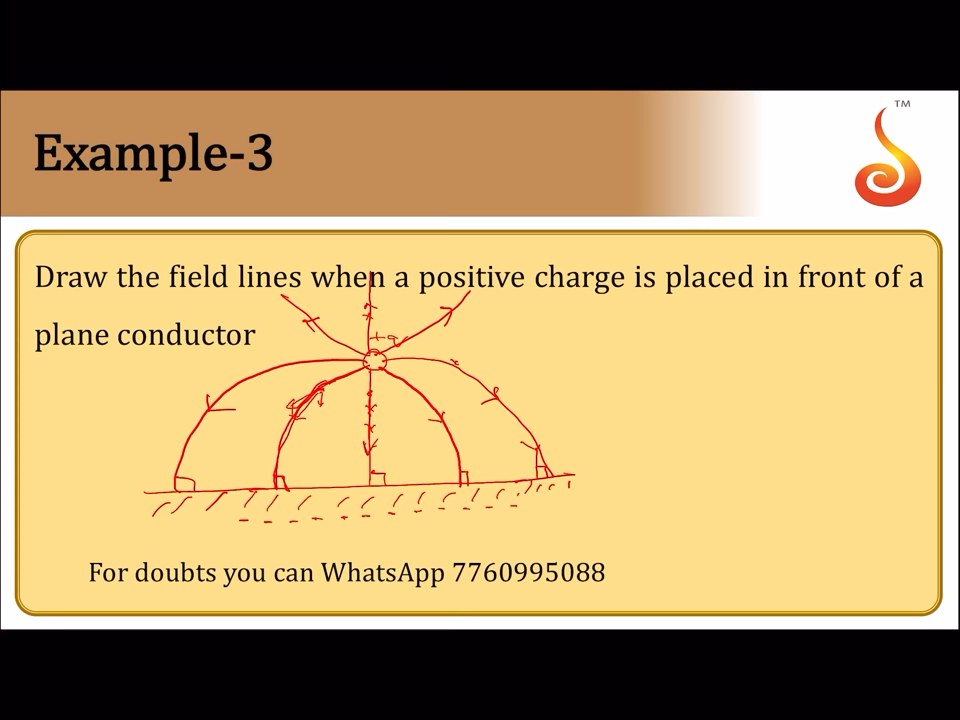 TM
Example-3
Draw the field lines when a positive charge is placed in front of a
plane conductor
+q
For doubts you can WhatsApp 7760995088